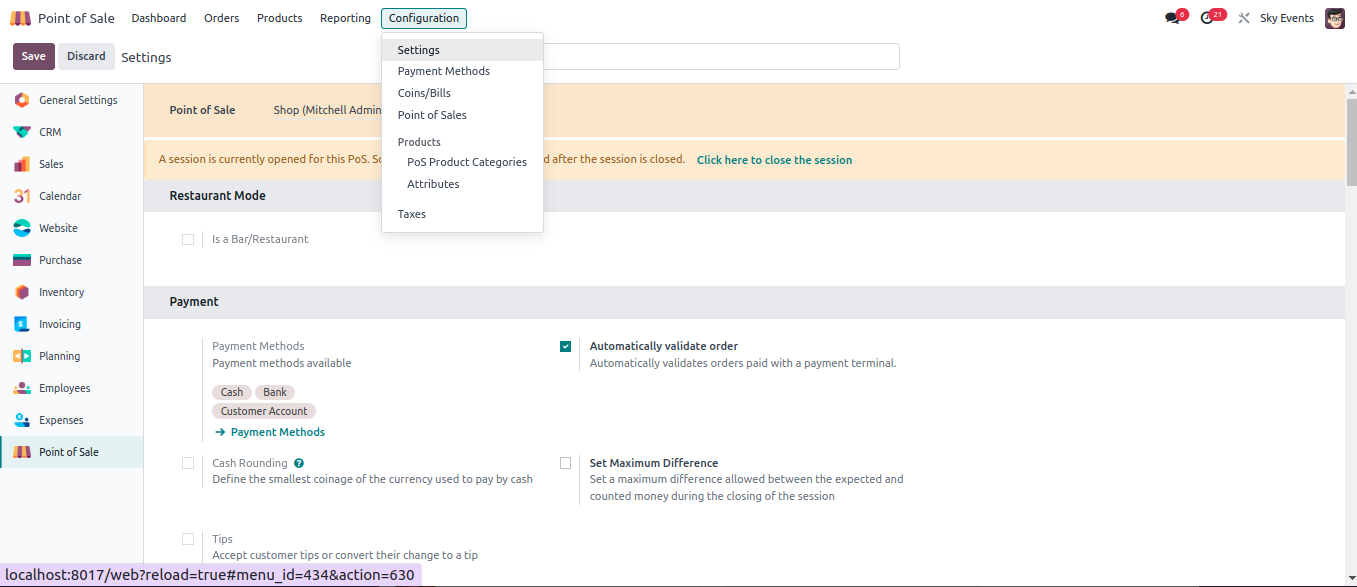 Point of Sale Dashboard Orders Products Reporting Configuration 6 21 Sky Events
Save Discard Settings
Settings
Payment Methods
Coins/Bills
Point of Sales
Products
PoS Product Categories
Attributes
Taxes
General Settings
CRM
Sales
Calendar
Website
Purchase
Inventory
Invoicing
Planning
Employees
Expenses
Point of Sale
Point of Sale Shop (Mitchell Admin
A session is currently opened for this PoS. d after the session is closed. Click here to close the session
Restaurant Mode
Is a Bar/Restaurant
Payment
Payment Methods
Payment methods available
Cash Bank
Customer Account
Payment Methods
Automatically validate order
Automatically validates orders paid with a payment terminal.
Cash Rounding ?
Define the smallest coinage of the currency used to pay by cash
Set Maximum Difference
Set a maximum difference allowed between the expected and
counted money during the closing of the session
Tips
Accept customer tips or convert their change to a tip
localhost:8017/web?reload=true#menu_id=434&action=630